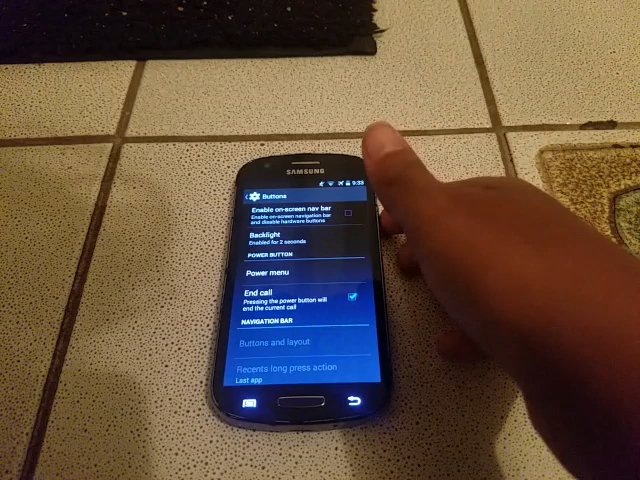 SAMSUNG
9:33
Buttons
Enable on-screen nav bar
Enable on-screen navigation bar
and disable hardware buttons
Backlight
Enabled for 2 seconds
POWER BUTTON
Power menu
End call
Pressing the power button will
end the current call
NAVIGATION BAR
Buttons and layout
Recents long press action
Last app